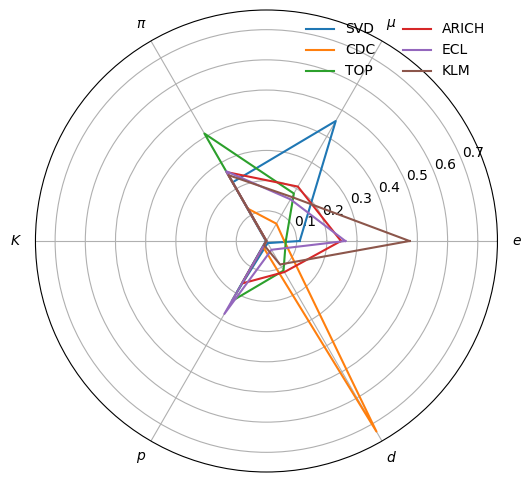 π
μ
SVD ARICH
CDC ECL
TOP KLM
0.7
0.6
0.5
0.4
0.3
0.2
0.1
K
e
p
d